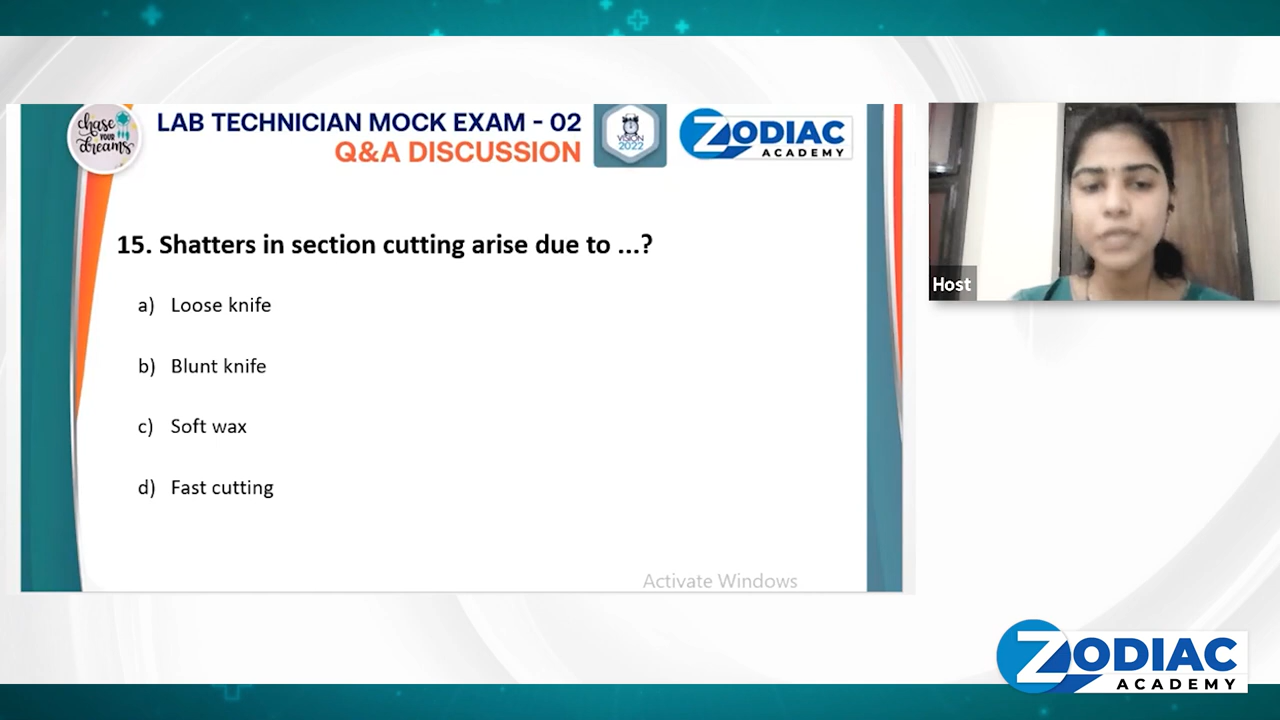 chase
YOUR
dreams
LAB TECHNICIAN MOCK EXAM - 02
Q&A DISCUSSION
VISION
2022
ZODIAC
ACADEMY
15. Shatters in section cutting arise due to ...?
a) Loose knife
b) Blunt knife
c) Soft wax
d) Fast cutting
Activate Windows
Host
ZODIAC
ACADEMY